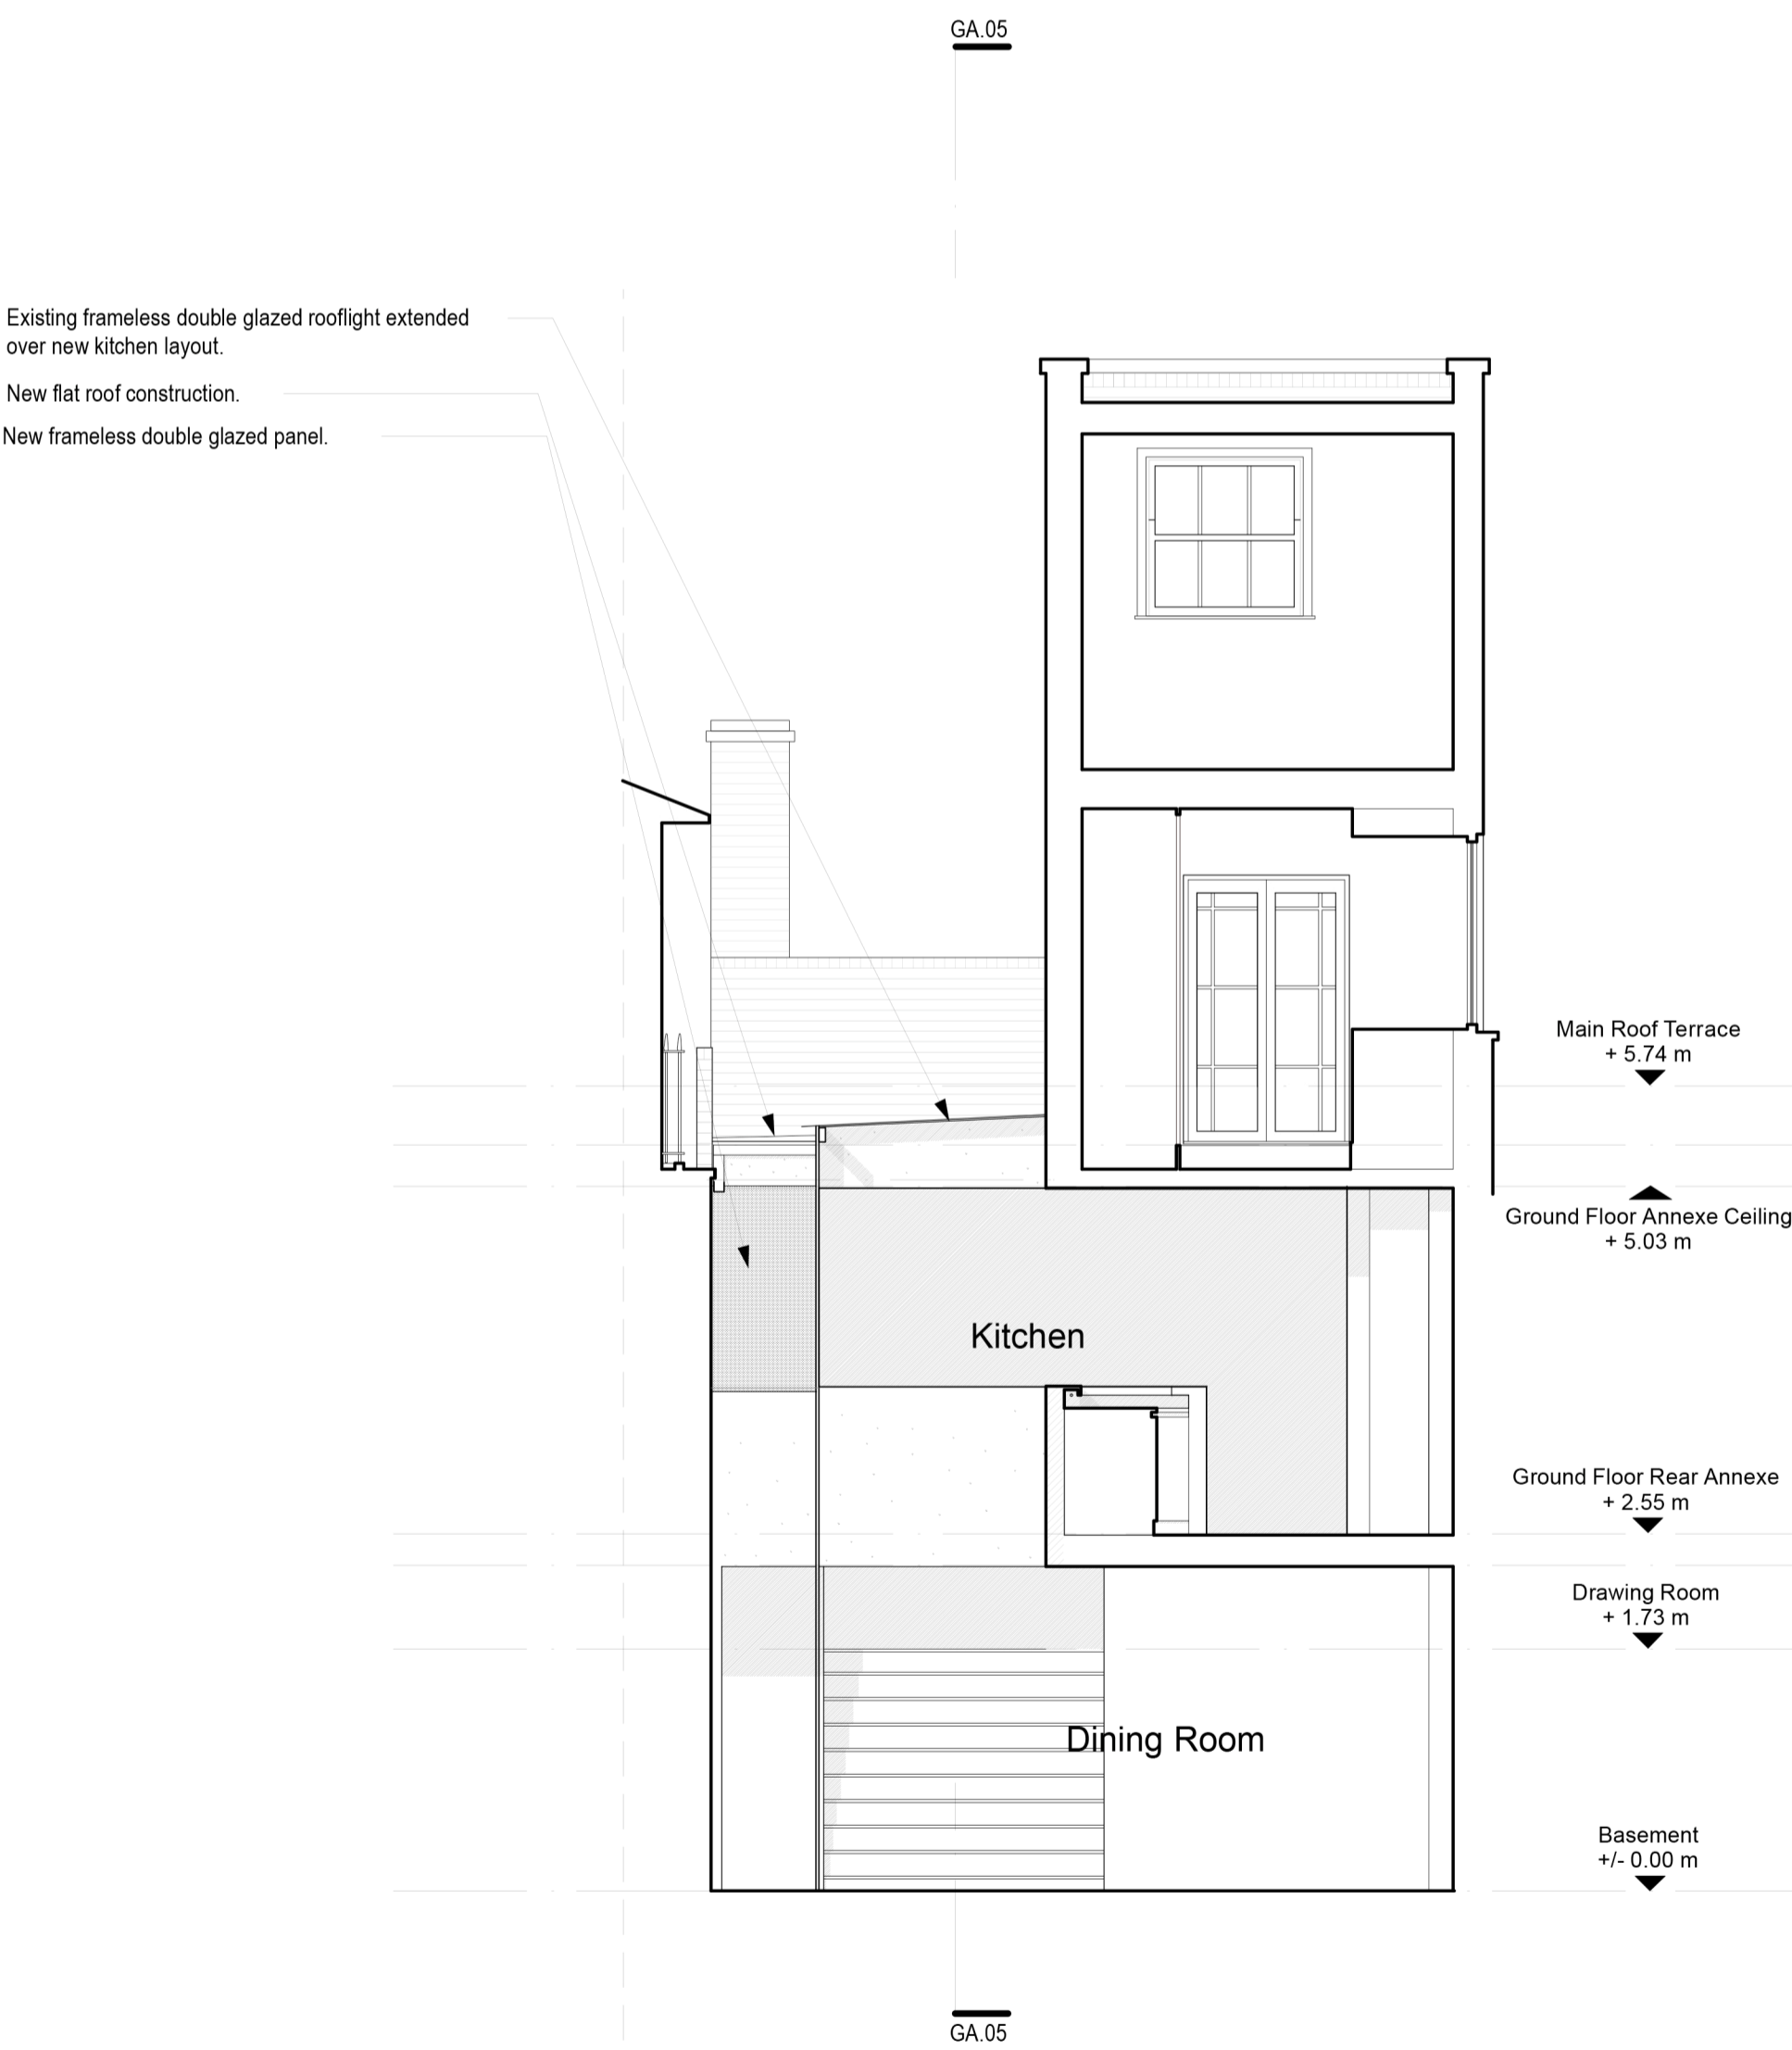 GA.05
Existing frameless double glazed rooflight extended
over new kitchen layout.
New flat roof construction.
New frameless double glazed panel.
Main Roof Terrace
+ 5.74 m
Ground Floor Annexe Ceiling
+ 5.03 m
Kitchen
Ground Floor Rear Annexe
+ 2.55 m
Drawing Room
+ 1.73 m
Dining Room
Basement
+/- 0.00 m
GA.05